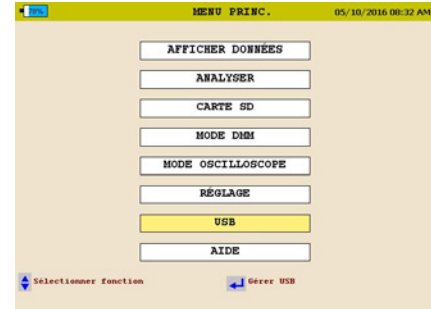 70% MENU PRINC. 05/10/2016 00:32 AM
AFFICHER DONNÉES
ANALYSER
CARTE SD
MODE DMM
MODE OSCILLOSCOPE
RÉGLAGE
USB
AIDE
Sélectionner fonction Gérer USB